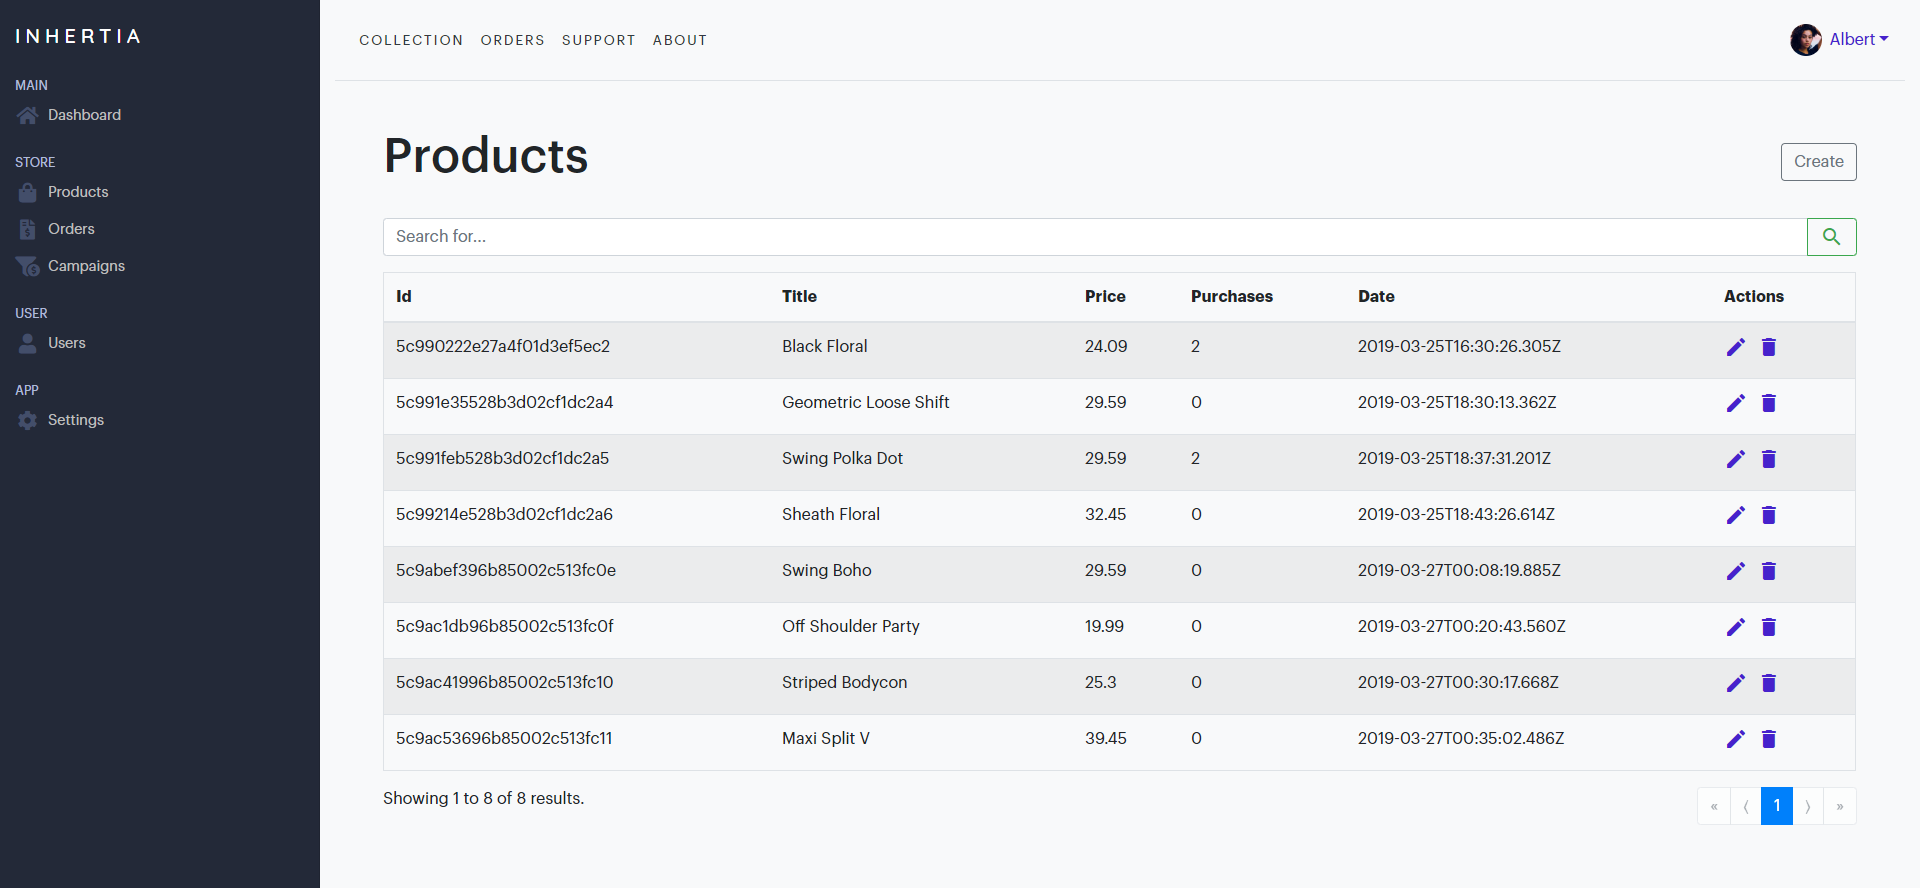 INHERTIA
MAIN
Dashboard
STORE
Products
Orders
Campaigns
USER
Users
APP
Settings
COLLECTION ORDERS SUPPORT ABOUT
Albert
Products
Create
Search for...
Id Title Price Purchases Date Actions
5c990222e27a4f01d3ef5ec2 Black Floral 24.09 2 2019-03-25T16:30:26.305Z
5c991e35528b3d02cf1dc2a4 Geometric Loose Shift 29.59 0 2019-03-25T18:30:13.362Z
5c991feb528b3d02cf1dc2a5 Swing Polka Dot 29.59 2 2019-03-25T18:37:31.201Z
5c99214e528b3d02cf1dc2a6 Sheath Floral 32.45 0 2019-03-25T18:43:26.614Z
5c9abef396b85002c513fc0e Swing Boho 29.59 0 2019-03-27T00:08:19.885Z
5c9ac1db96b85002c513fc0f Off Shoulder Party 19.99 0 2019-03-27T00:20:43.560Z
5c9ac41996b85002c513fc10 Striped Bodycon 25.3 0 2019-03-27T00:30:17.668Z
5c9ac53696b85002c513fc11 Maxi Split V 39.45 0 2019-03-27T00:35:02.486Z
Showing 1 to 8 of 8 results.
« ⟨ 1 ⟩ »